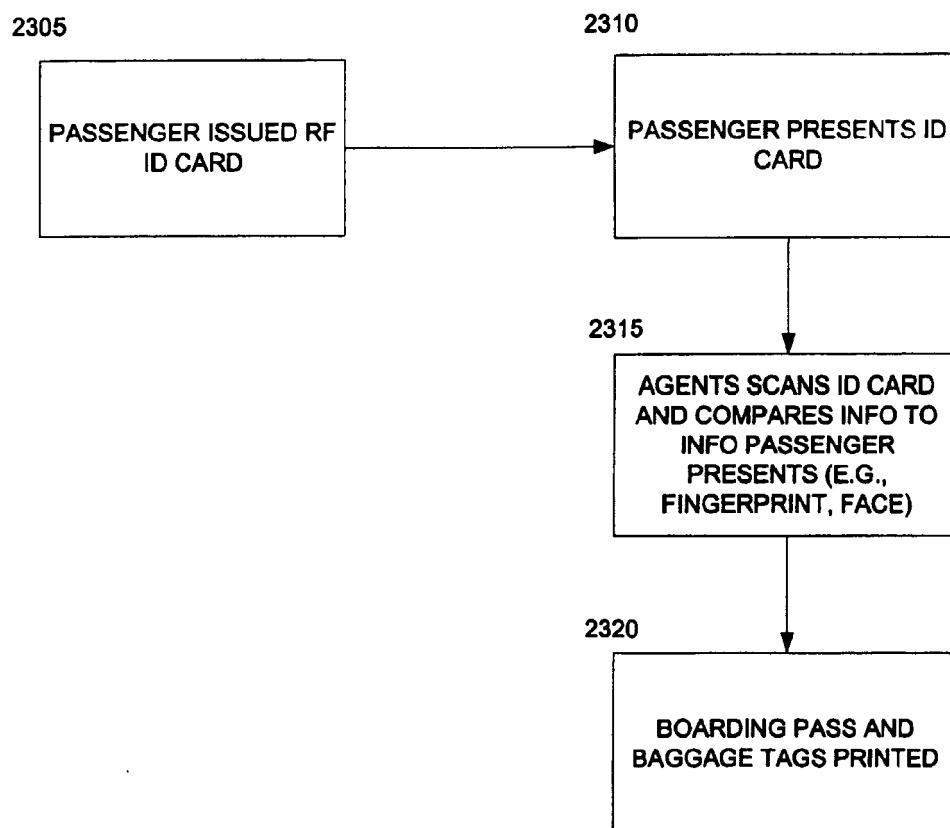 2305
PASSENGER ISSUED RF
ID CARD
2310
PASSENGER PRESENTS ID
CARD
2315
AGENTS SCANS ID CARD
AND COMPARES INFO TO
INFO PASSENGER
PRESENTS (E.G.,
FINGERPRINT, FACE)
2320
BOARDING PASS AND
BAGGAGE TAGS PRINTED